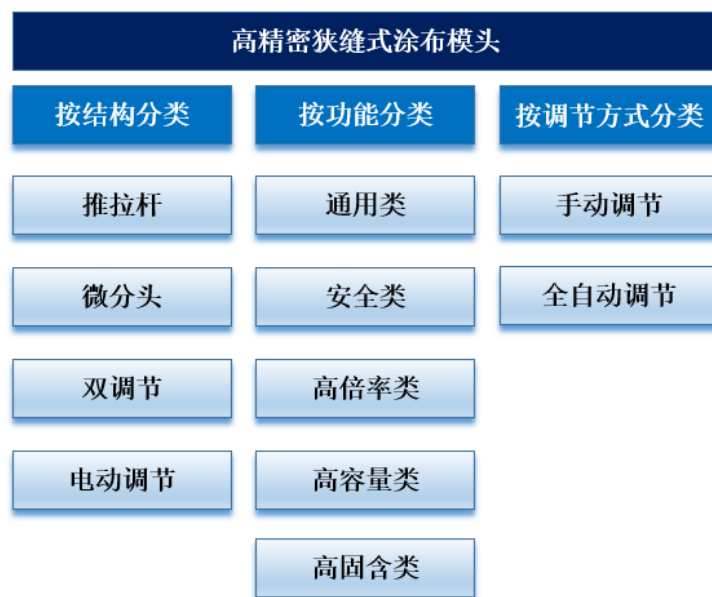 高精密狭缝式涂布模头
按结构分类
按功能分类
按调节方式分类
推拉杆
通用类
手动调节
微分头
安全类
全自动调节
双调节
高倍率类
电动调节
高容量类
高固含类